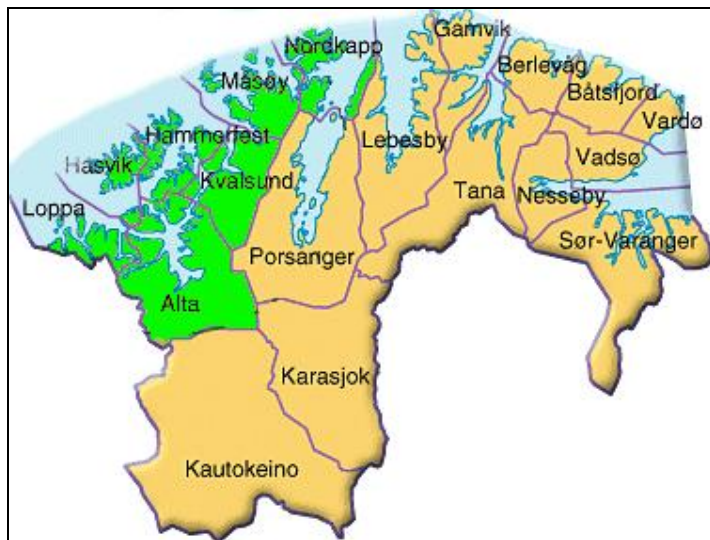 Gamvik
Nordkapp
Berlevåg
Måsøy
Båtsfjord
Vardø
Hammerfest
Lebesby
Hasvik
Vadsø
Kvalsund
Tana
Nesseby
Loppa
Sør-Varanger
Porsanger
Alta
Karasjok
Kautokeino